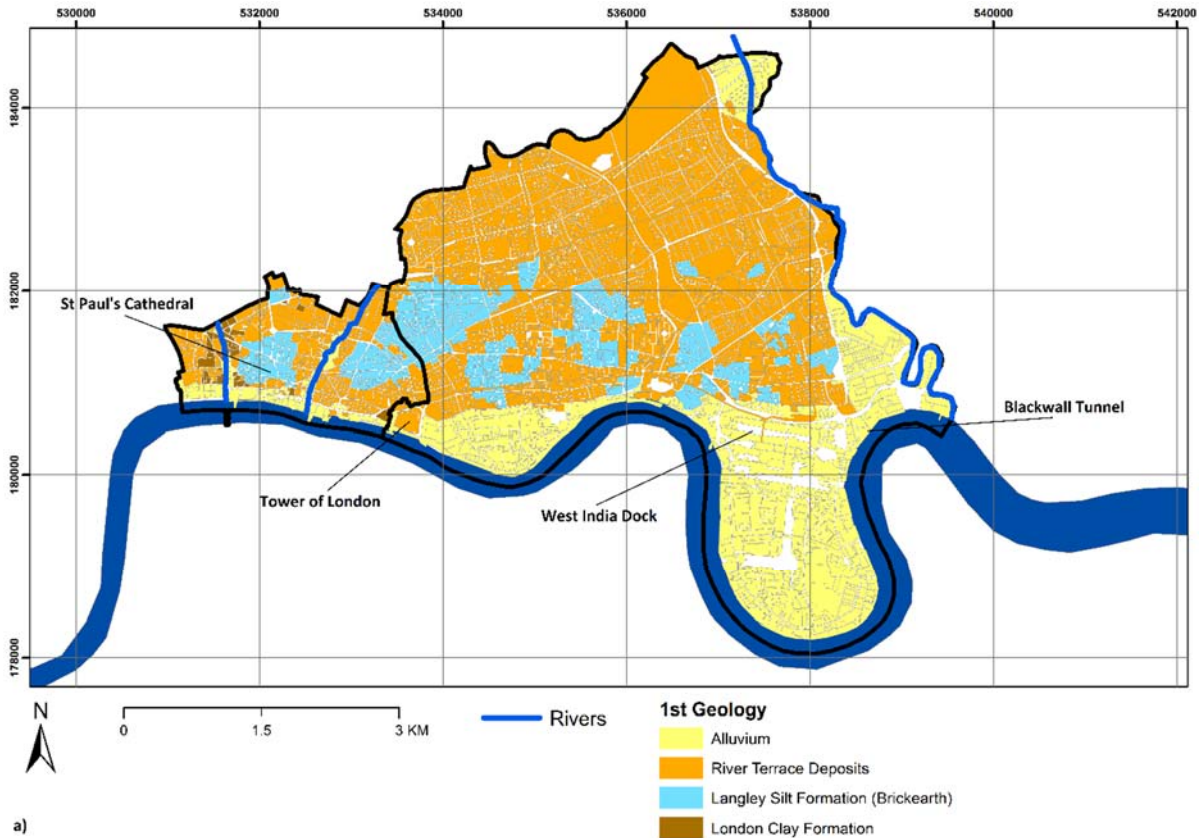 530000 532000 534000 536000 538000 540000 542000
184000
182000
180000
178000
St Paul's Cathedral
Tower of London
West India Dock
Blackwall Tunnel
N
0 1.5 3 KM
Rivers
1st Geology
Alluvium
River Terrace Deposits
Langley Silt Formation (Brickearth)
London Clay Formation
a)